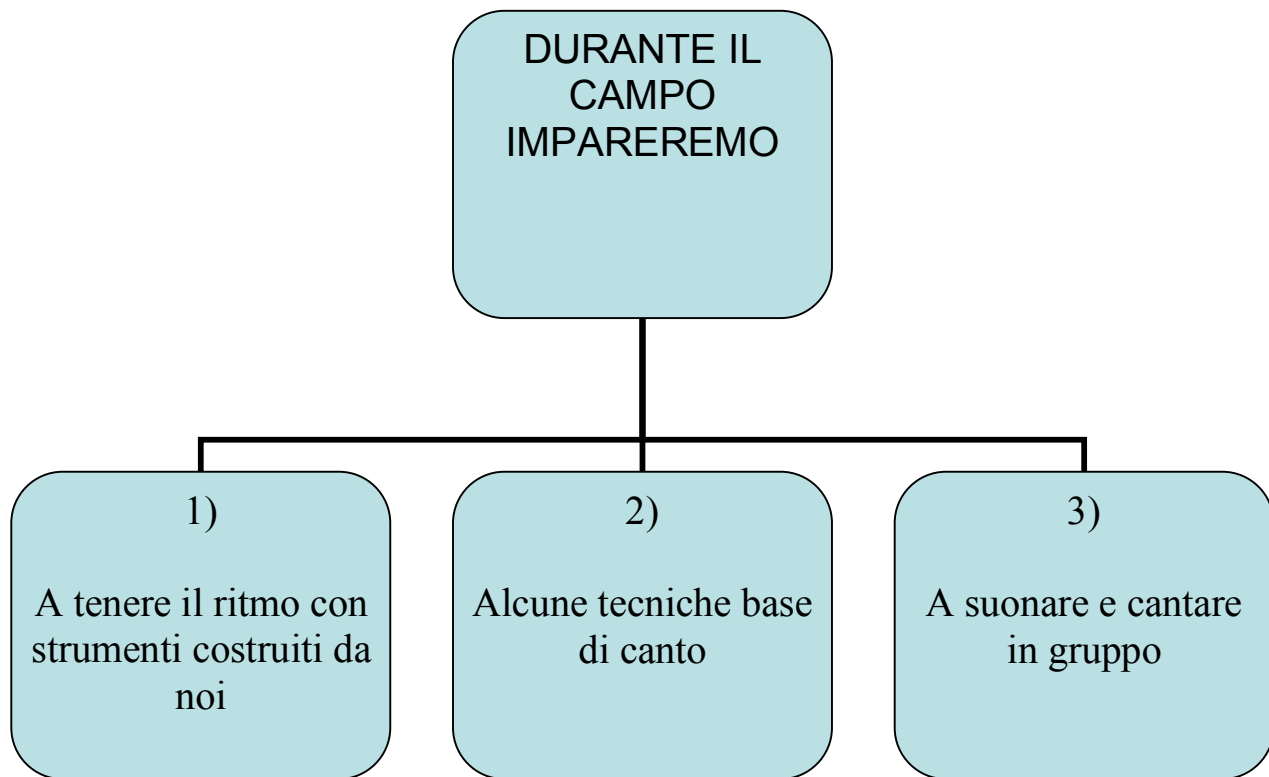 DURANTE IL
CAMPO
IMPAREREMO
1)
A tenere il ritmo con
strumenti costruiti da
noi
2)
Alcune tecniche base
di canto
3)
A suonare e cantare
in gruppo